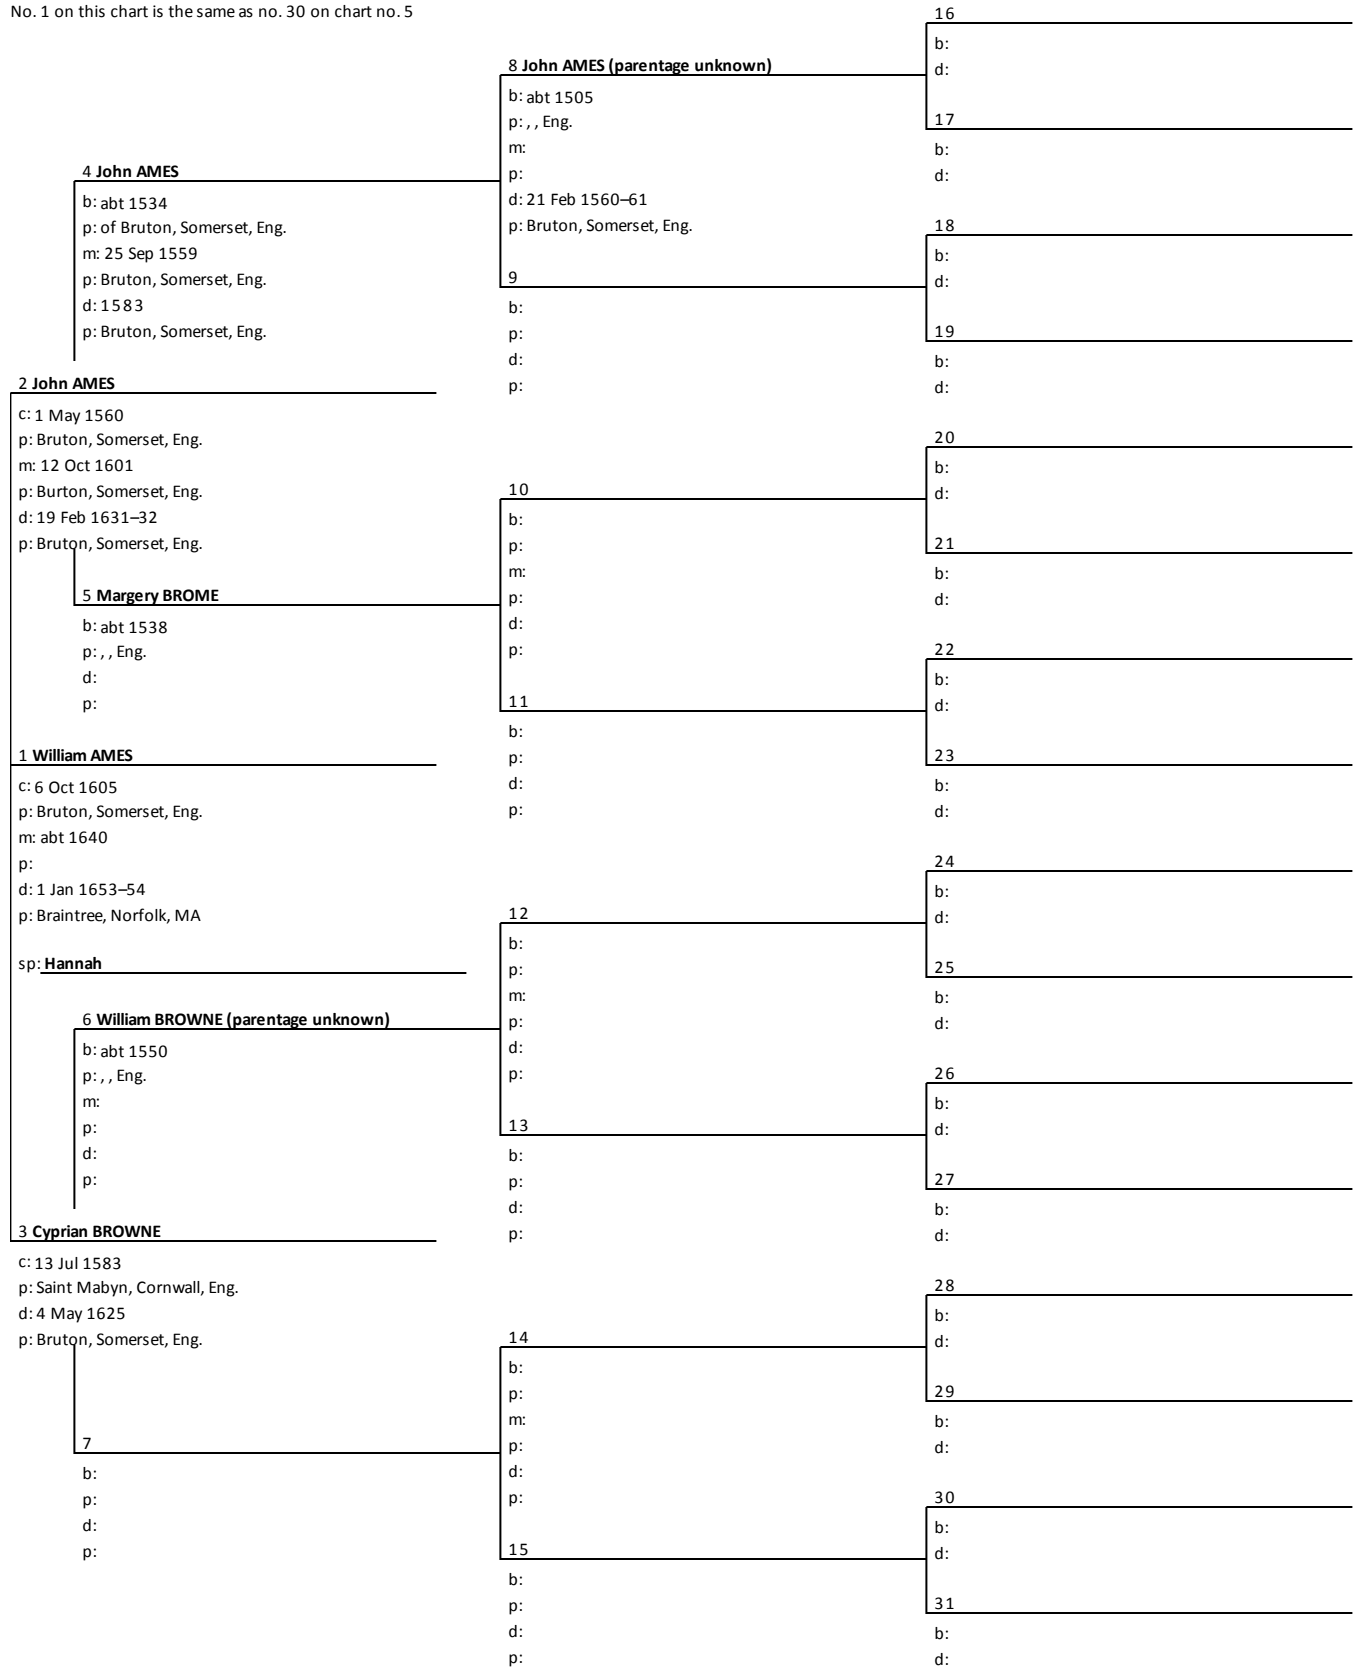 No. 1 on this chart is the same as no. 30 on chart no. 5
16
b:
d:
8 John AMES (parentage unknown)
b: abt 1505
p: , , Eng.
m:
p:
d: 21 Feb 1560–61
p: Bruton, Somerset, Eng.
17
b:
d:
4 John AMES
b: abt 1534
p: of Bruton, Somerset, Eng.
m: 25 Sep 1559
p: Bruton, Somerset, Eng.
d: 1583
p: Bruton, Somerset, Eng.
18
b:
d:
9
b:
p:
d:
p:
19
b:
d:
2 John AMES
c: 1 May 1560
p: Bruton, Somerset, Eng.
m: 12 Oct 1601
p: Burton, Somerset, Eng.
d: 19 Feb 1631–32
p: Bruton, Somerset, Eng.
20
b:
d:
10
b:
p:
m:
p:
d:
p:
21
b:
d:
5 Margery BROME
b: abt 1538
p: , , Eng.
d:
p:
22
b:
d:
11
b:
p:
d:
p:
23
b:
d:
1 William AMES
c: 6 Oct 1605
p: Bruton, Somerset, Eng.
m: abt 1640
p:
d: 1 Jan 1653–54
p: Braintree, Norfolk, MA
sp: Hannah
24
b:
d:
12
b:
p:
m:
p:
d:
p:
25
b:
d:
6 William BROWNE (parentage unknown)
b: abt 1550
p: , , Eng.
m:
p:
d:
p:
26
b:
d:
13
b:
p:
d:
p:
27
b:
d:
3 Cyprian BROWNE
c: 13 Jul 1583
p: Saint Mabyn, Cornwall, Eng.
d: 4 May 1625
p: Bruton, Somerset, Eng.
28
b:
d:
14
b:
p:
m:
p:
d:
p:
29
b:
d:
7
b:
p:
d:
p:
30
b:
d:
15
b:
p:
d:
p:
31
b:
d: